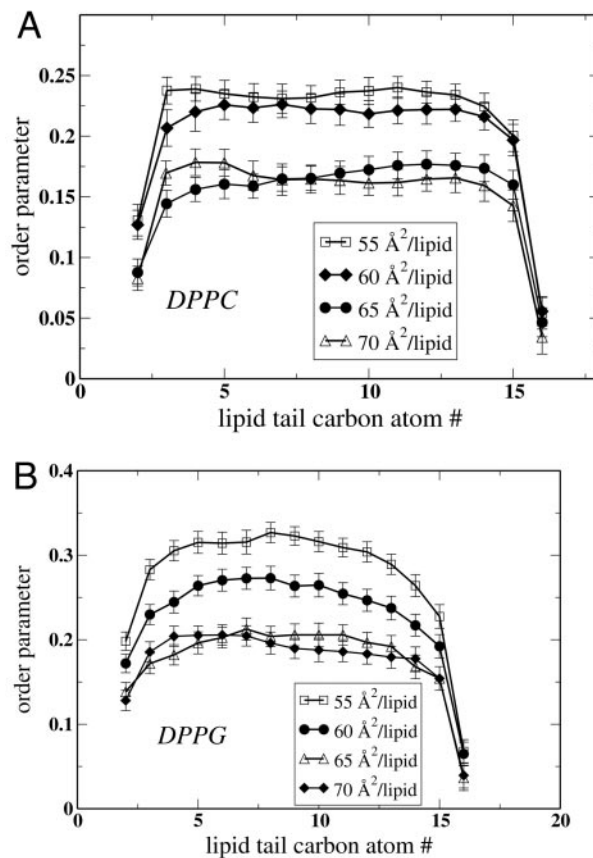 A
0.25
0.2
0.15
0.1
0.05
0
order parameter
DPPC
55 Å2/lipid
60 Å2/lipid
65 Å2/lipid
70 Å2/lipid
0 5 10 15
lipid tail carbon atom #
B
0.4
0.3
0.2
0.1
0
order parameter
DPPG
55 Å2/lipid
60 Å2/lipid
65 Å2/lipid
70 Å2/lipid
0 5 10 15 20
lipid tail carbon atom #